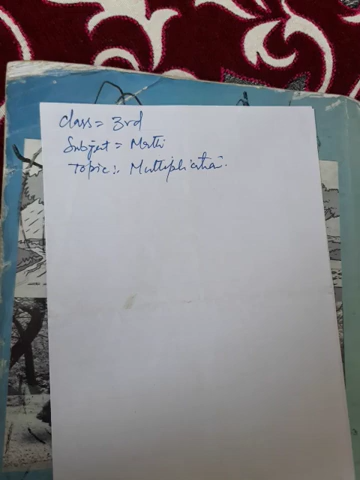 Class = 3rd
Subject = Math
Topic:- Multiplication.